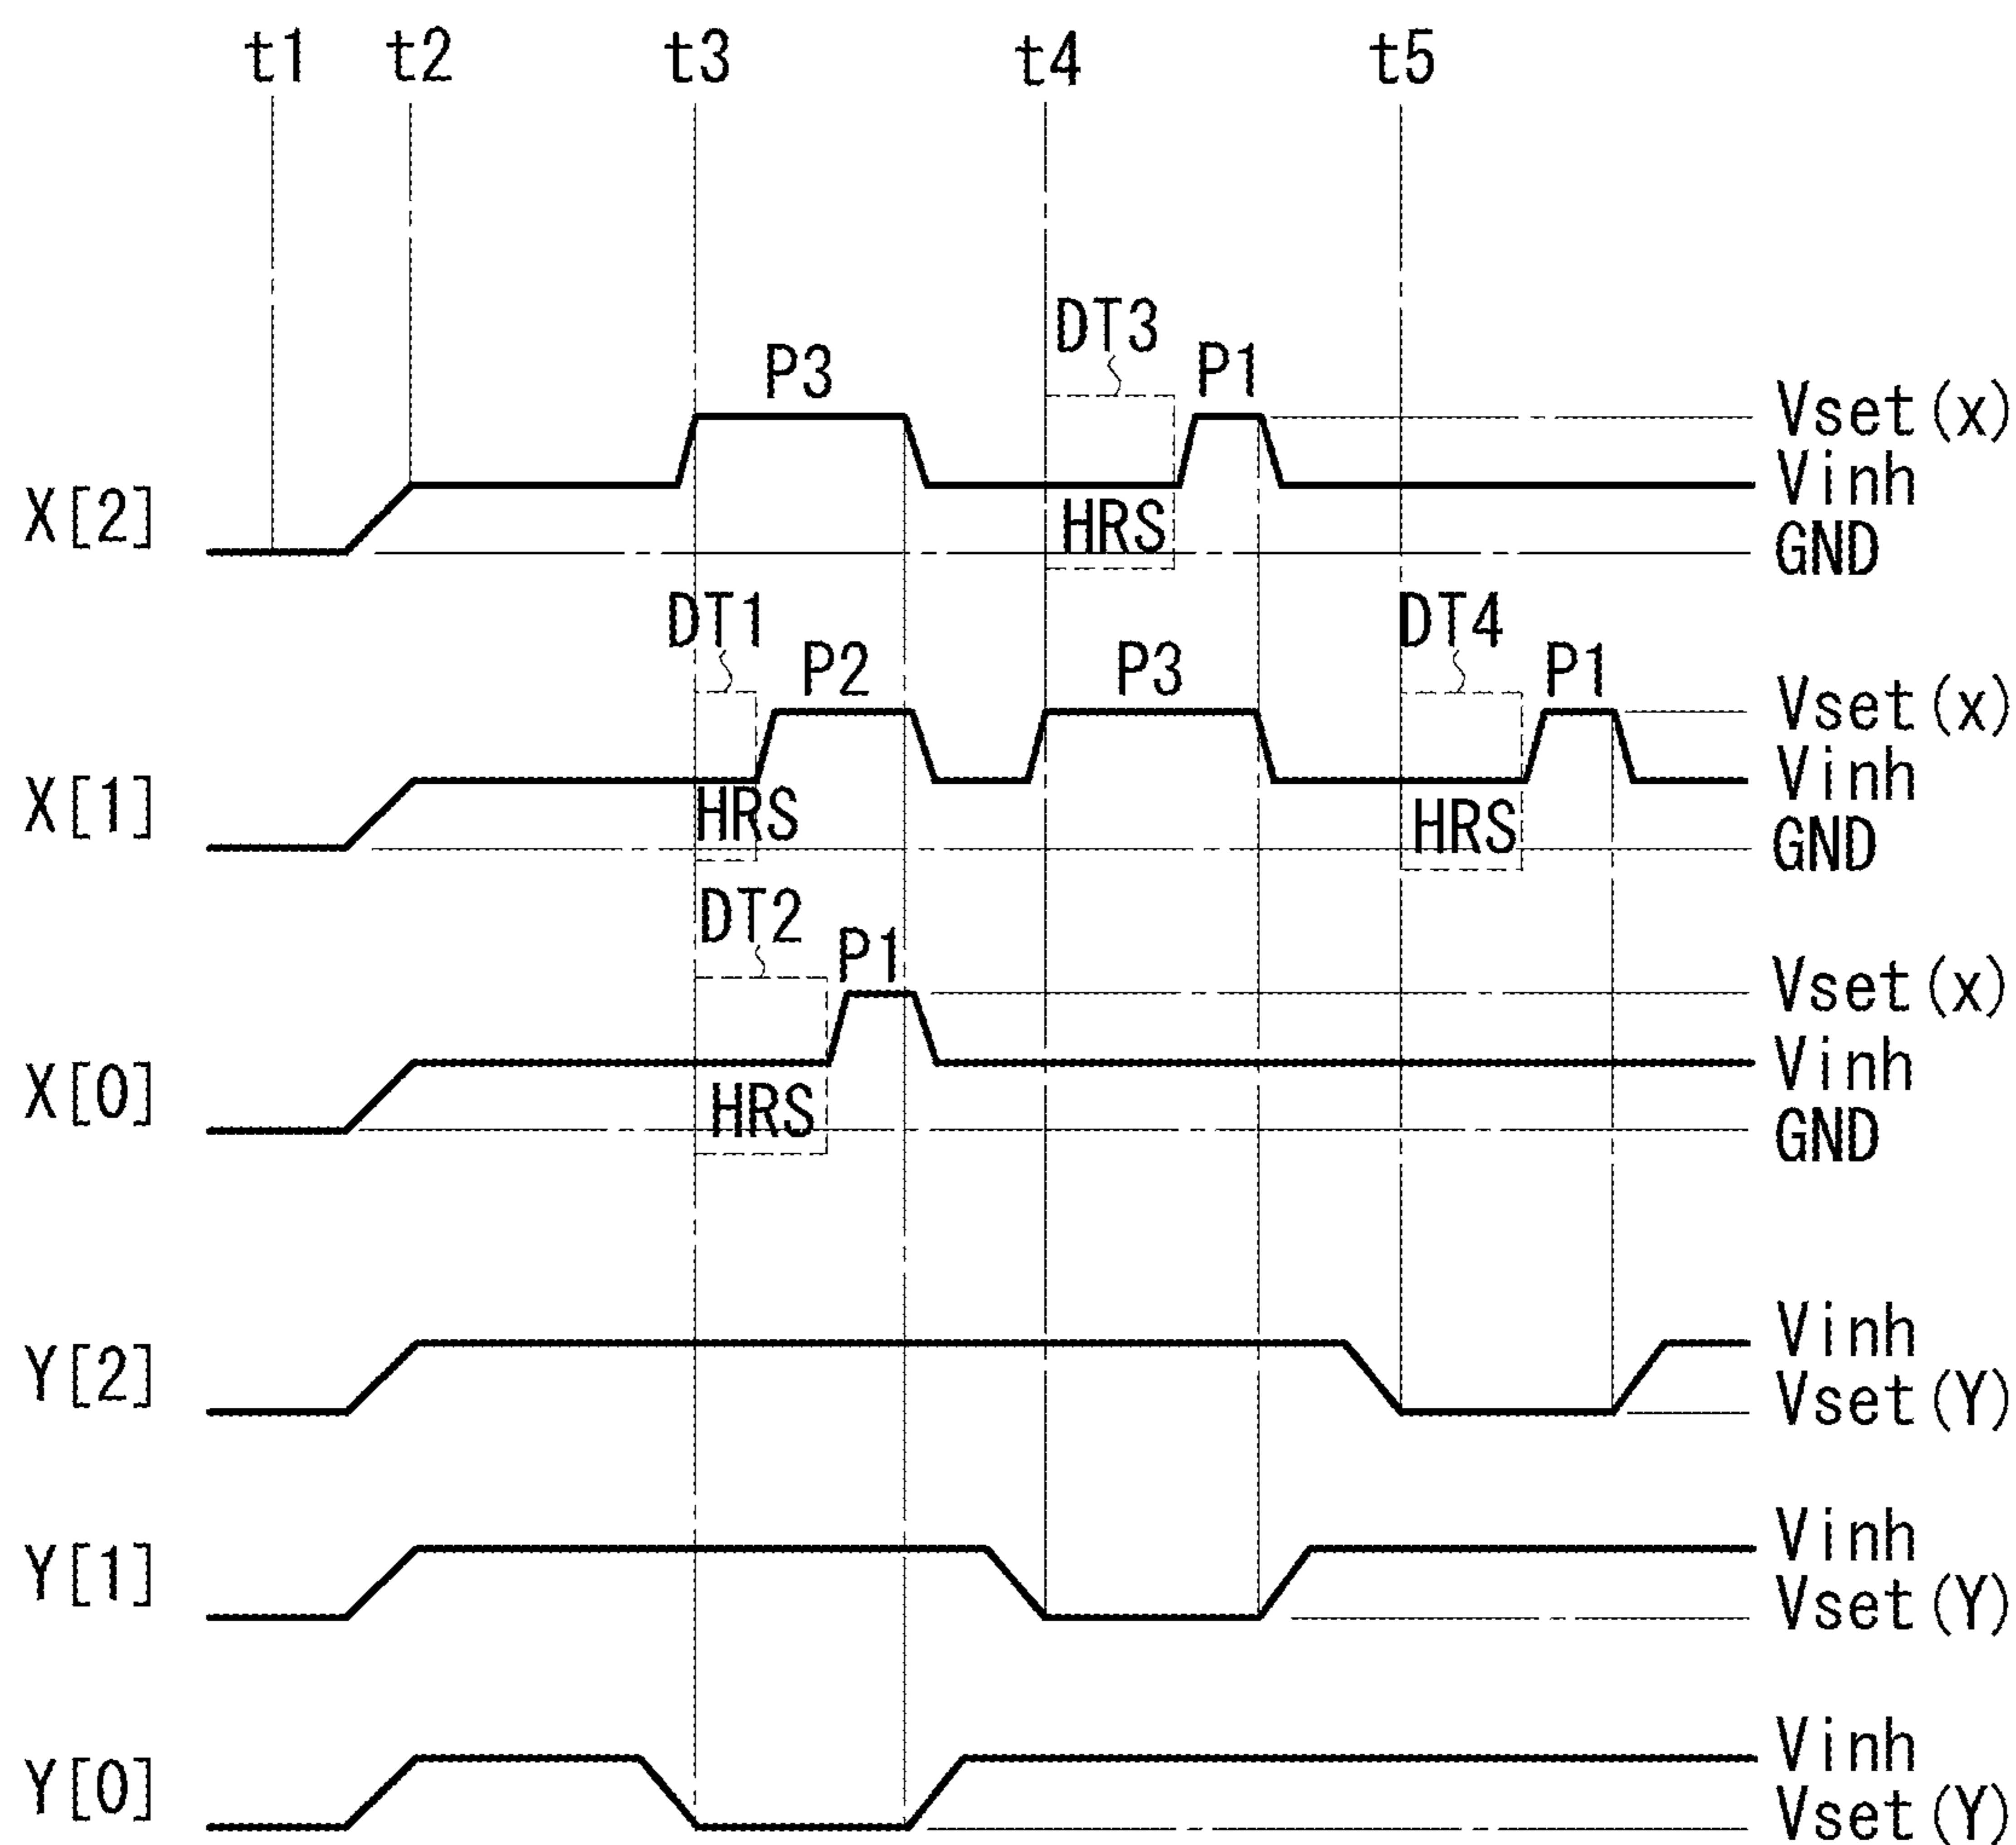 t1 t2 t3 t4 t5
DT3
P3 P1
Vset(x)
Vinh
X[2] HRS
GND
DT1 DT4
P2 P3 P1
Vset(x)
Vinh
X[1] HRS HRS
GND
DT2
P1
Vset(x)
Vinh
X[0] HRS
GND
Vinh
Y[2]
Vset(Y)
Vinh
Y[1]
Vset(Y)
Vinh
Y[0]
Vset(Y)